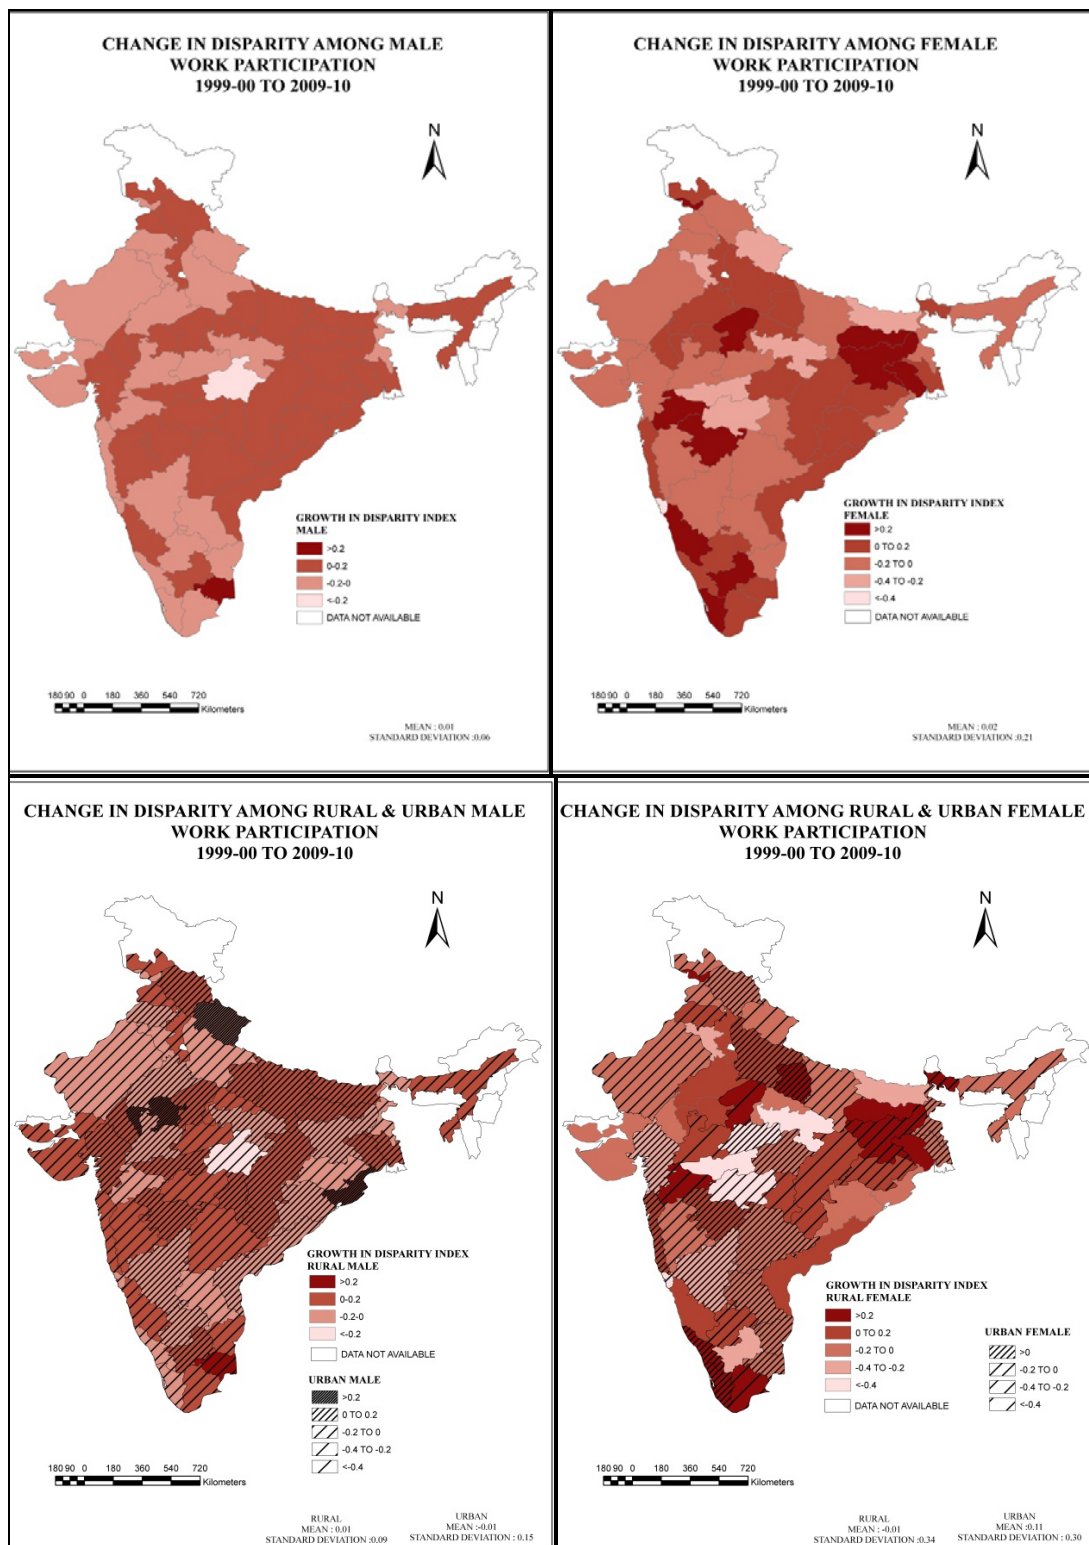 CHANGE IN DISPARITY AMONG MALE
WORK PARTICIPATION
1999-00 TO 2009-10
N
GROWTH IN DISPARITY INDEX
MALE
>0.2
0-0.2
-0.2-0
<-0.2
DATA NOT AVAILABLE
180 90 0 180 360 540 720
Kilometers
MEAN : 0.01
STANDARD DEVIATION :0.06
CHANGE IN DISPARITY AMONG FEMALE
WORK PARTICIPATION
1999-00 TO 2009-10
N
GROWTH IN DISPARITY INDEX
FEMALE
>0.2
0 TO 0.2
-0.2 TO 0
-0.4 TO -0.2
<-0.4
DATA NOT AVAILABLE
180 90 0 180 360 540 720
Kilometers
MEAN : 0.02
STANDARD DEVIATION :0.21
CHANGE IN DISPARITY AMONG RURAL & URBAN MALE
WORK PARTICIPATION
1999-00 TO 2009-10
N
GROWTH IN DISPARITY INDEX
RURAL MALE
>0.2
0-0.2
-0.2-0
<-0.2
DATA NOT AVAILABLE
URBAN MALE
>0.2
0 TO 0.2
-0.2 TO 0
-0.4 TO -0.2
<-0.4
180 90 0 180 360 540 720
Kilometers
RURAL
MEAN : 0.01
STANDARD DEVIATION :0.09
URBAN
MEAN :-0.01
STANDARD DEVIATION : 0.15
CHANGE IN DISPARITY AMONG RURAL & URBAN FEMALE
WORK PARTICIPATION
1999-00 TO 2009-10
N
GROWTH IN DISPARITY INDEX
RURAL FEMALE
>0.2
0 TO 0.2
-0.2 TO 0
-0.4 TO -0.2
<-0.4
DATA NOT AVAILABLE
URBAN FEMALE
>0
-0.2 TO 0
-0.4 TO -0.2
<-0.4
180 90 0 180 360 540 720
Kilometers
RURAL
MEAN : -0.01
STANDARD DEVIATION :0.34
URBAN
MEAN :0.11
STANDARD DEVIATION : 0.30